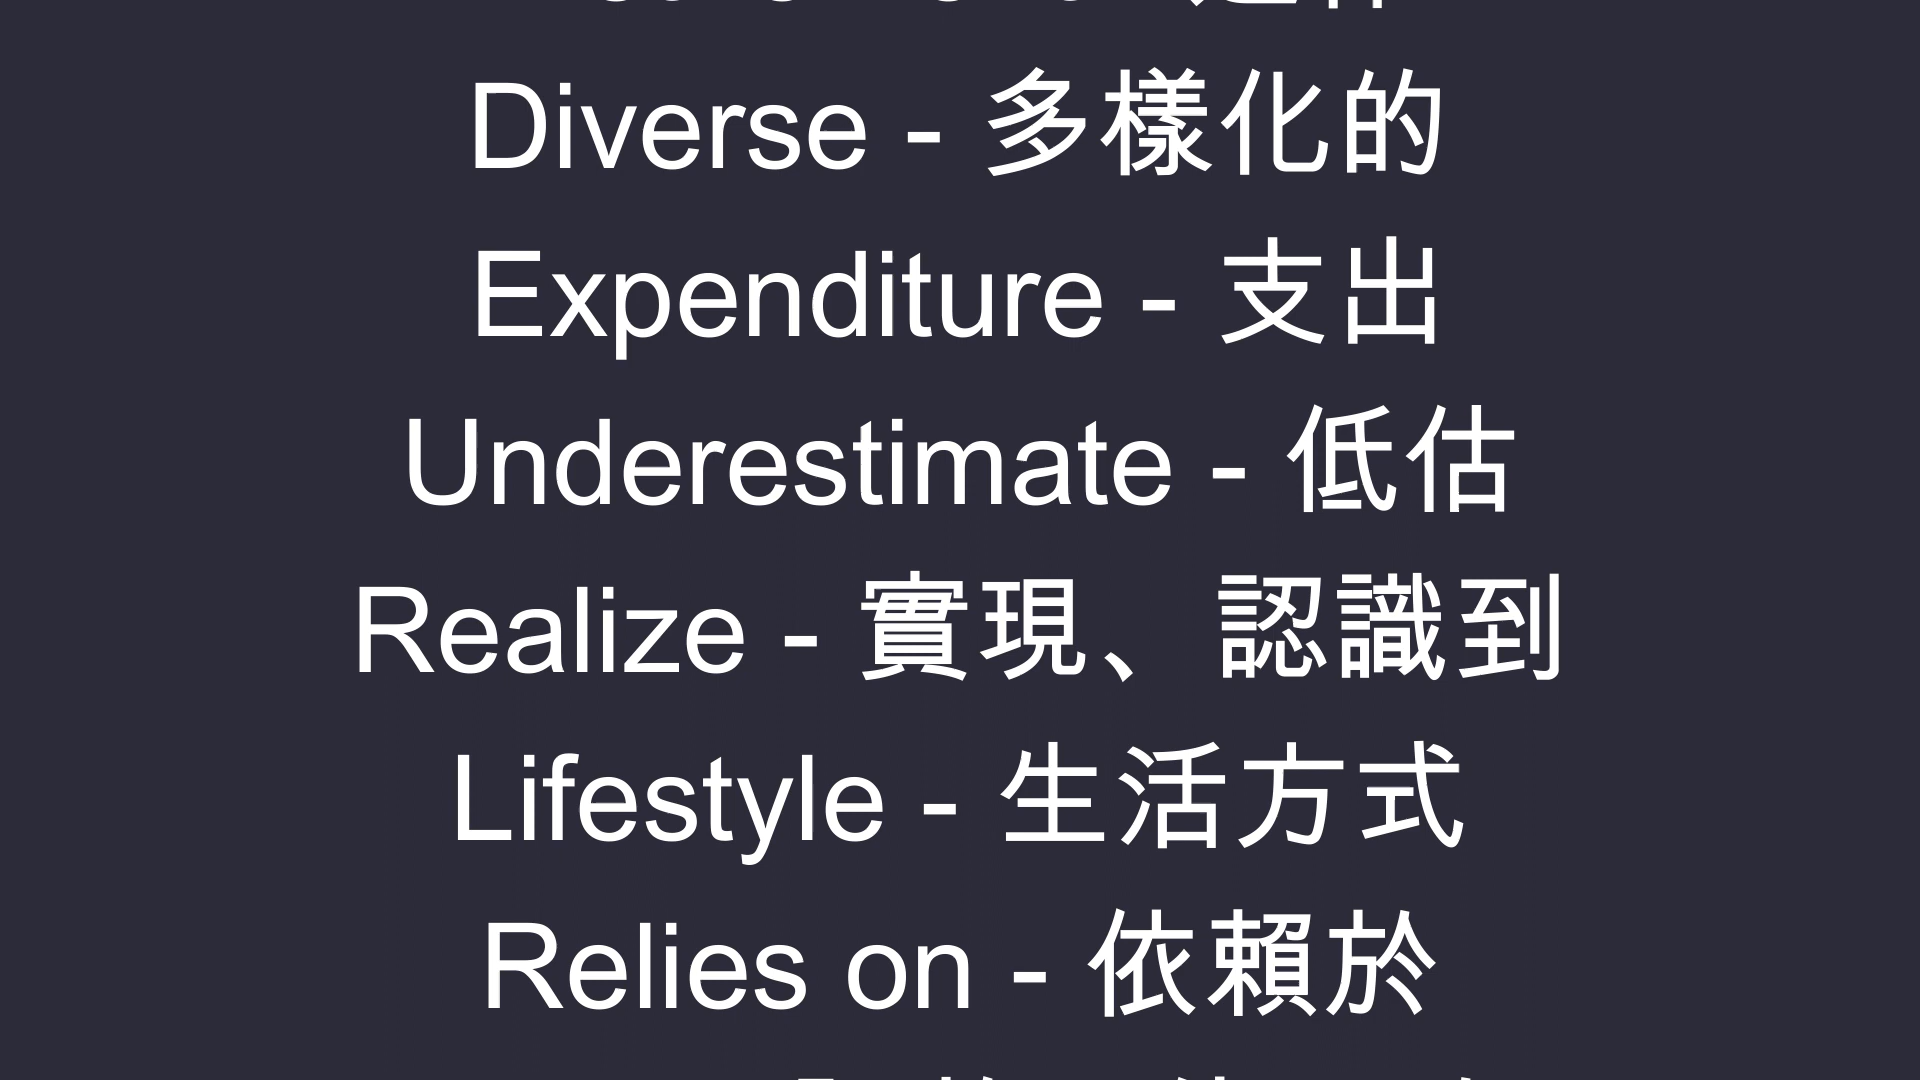 Diverse - 多樣化的
Expenditure - 支出
Underestimate - 低估
Realize - 實現、認識到
Lifestyle - 生活方式
Relies on - 依賴於